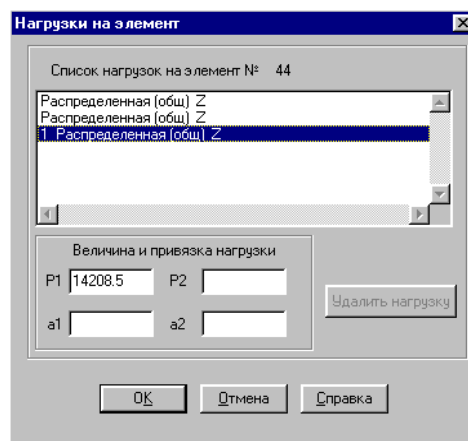 Нагрузки на элемент
Список нагрузок на элемент № 44
Распределенная (общ) Z
Распределенная (общ) Z
1 Распределенная (общ) Z
Величина и привязка нагрузки
P1 14208.5 P2
a1 a2
Удалить нагрузку
OK Отмена Справка